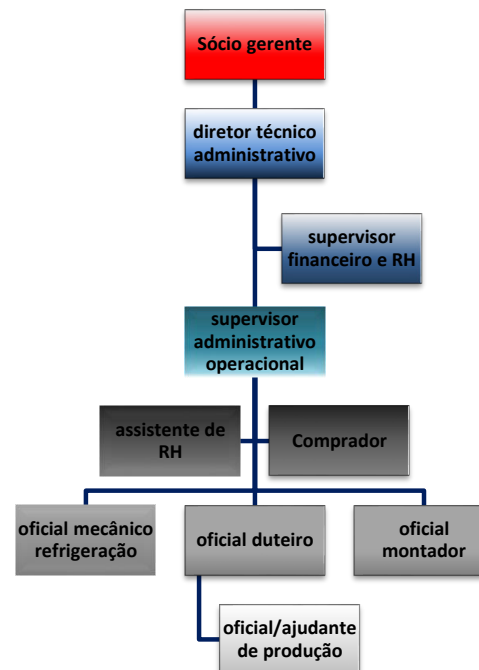 Sócio gerente
diretor técnico
administrativo
supervisor
financeiro e RH
supervisor
administrativo
operacional
assistente de
RH
Comprador
oficial mecânico
refrigeração
oficial duteiro
oficial
montador
oficial/ajudante
de produção